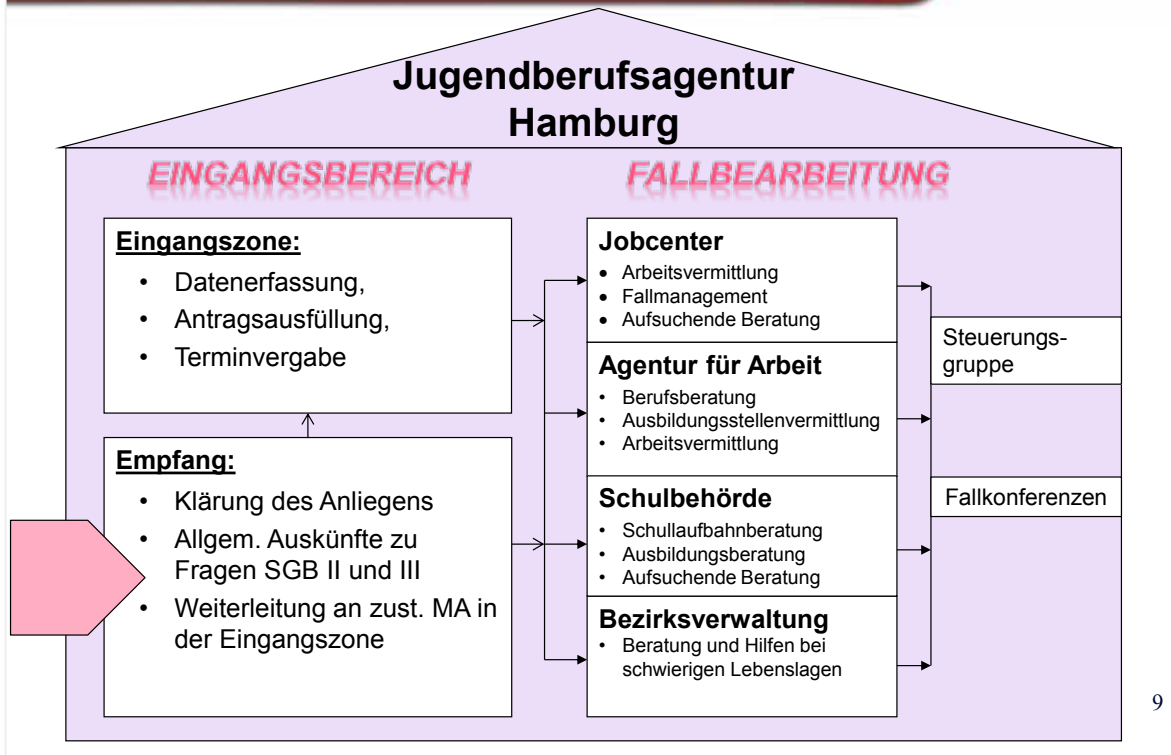 Jugendberufsagentur
Hamburg
EINGANGSBEREICH
Eingangszone:
• Datenerfassung,
• Antragsausfüllung,
• Terminvergabe
Empfang:
• Klärung des Anliegens
• Allgem. Auskünfte zu
Fragen SGB II und III
• Weiterleitung an zust. MA in
der Eingangszone
FALLBEARBEITUNG
Jobcenter
• Arbeitsvermittlung
• Fallmanagement
• Aufsuchende Beratung
Agentur für Arbeit
• Berufsberatung
• Ausbildungsstellenvermittlung
• Arbeitsvermittlung
Schulbehörde
• Schullaufbahnberatung
• Ausbildungsberatung
• Aufsuchende Beratung
Bezirksverwaltung
• Beratung und Hilfen bei
schwierigen Lebenslagen
Steuerungs-
gruppe
Fallkonferenzen
9